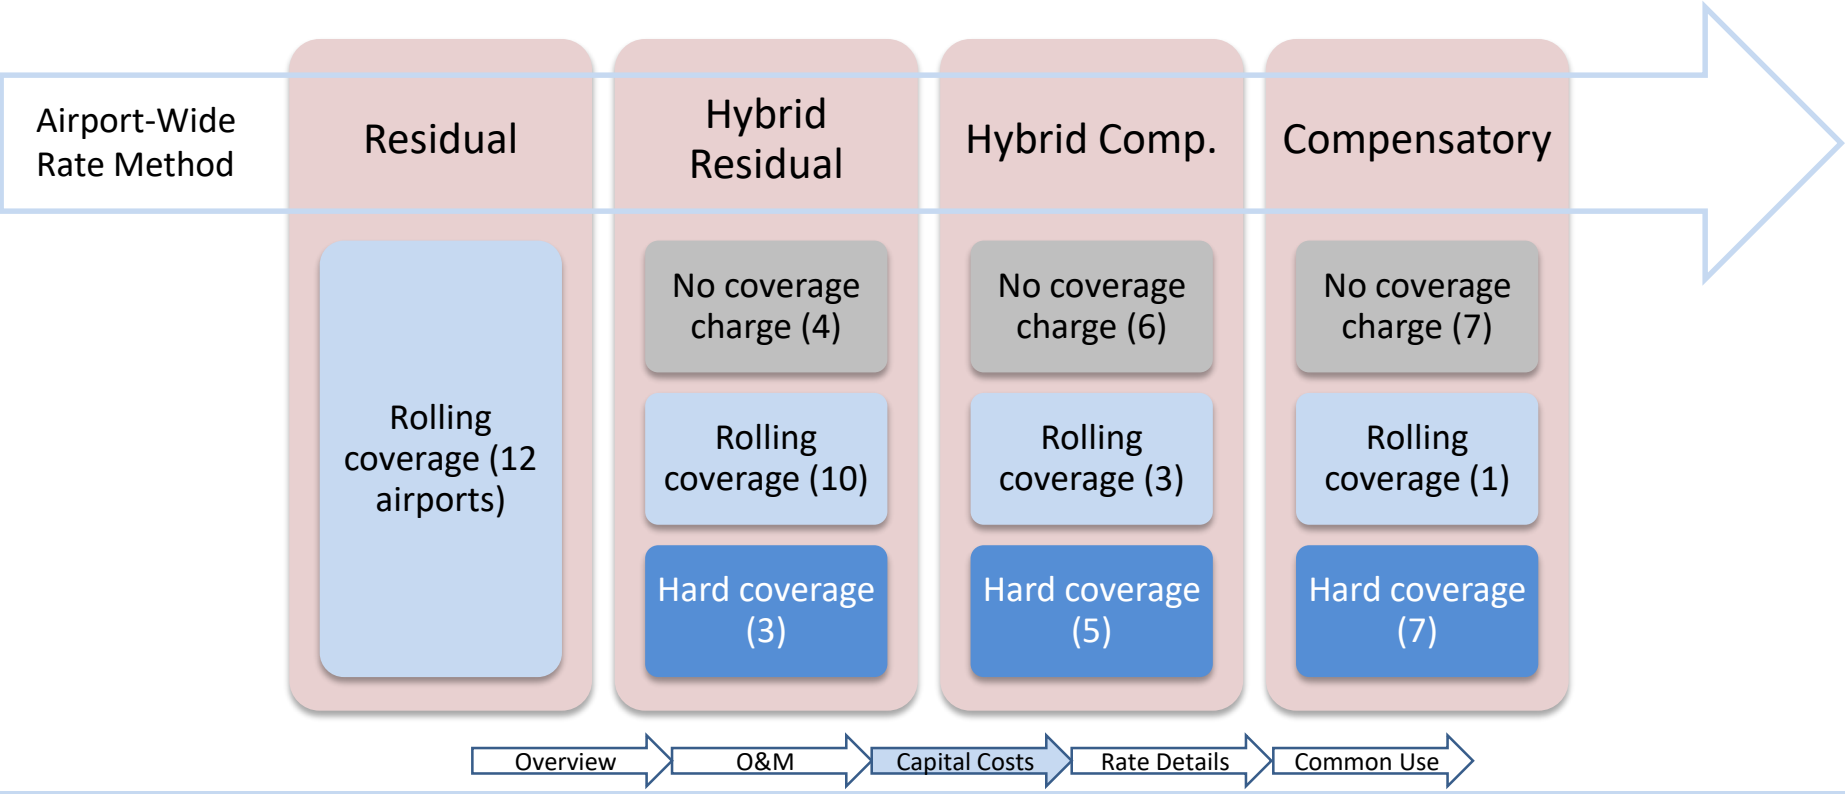 Airport-Wide
Rate Method
Residual
Hybrid
Residual
Hybrid Comp.
Compensatory
Rolling
coverage (12
airports)
No coverage
charge (4)
Rolling
coverage (10)
Hard coverage
(3)
No coverage
charge (6)
Rolling
coverage (3)
Hard coverage
(5)
No coverage
charge (7)
Rolling
coverage (1)
Hard coverage
(7)
Overview
O&M
Capital Costs
Rate Details
Common Use